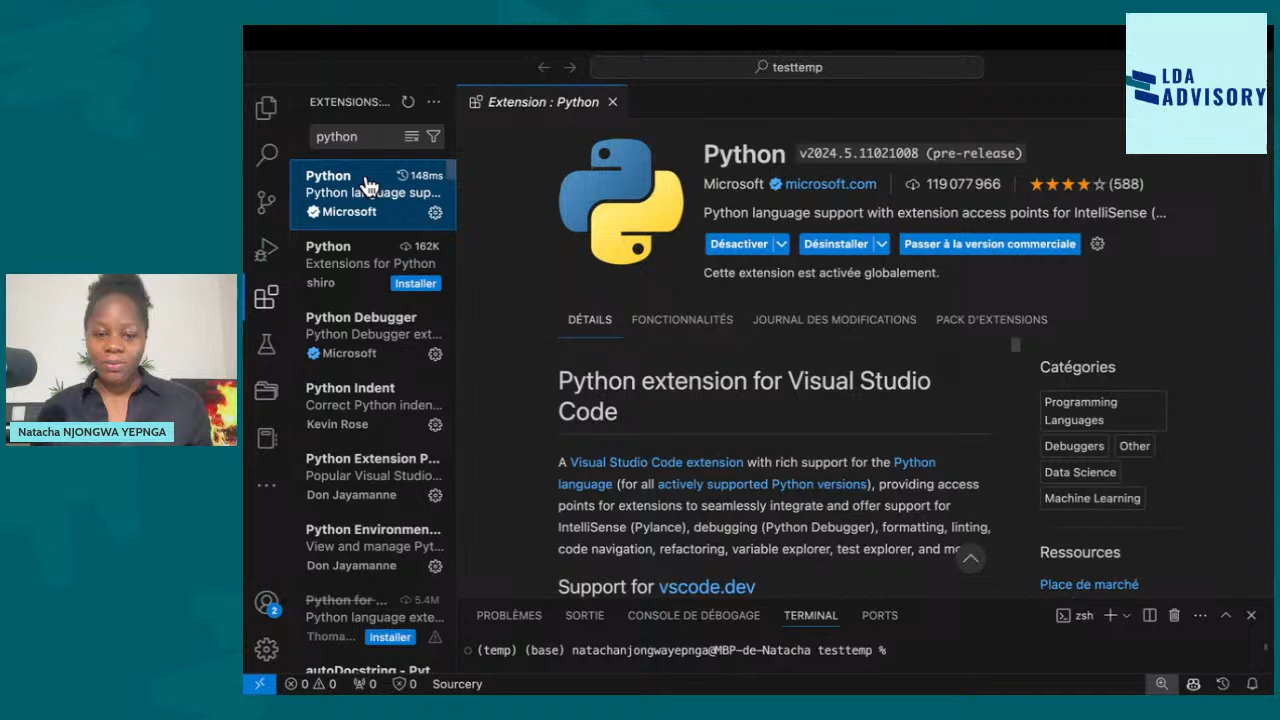 LDA
ADVISORY
testtemp
EXTENSIONS:...
Extension : Python
python
Python 148ms
Python language sup...
Microsoft
Python 162K
Extensions for Python
shiro Installer
Python Debugger
Python Debugger ext...
Microsoft
Python Indent
Correct Python inden...
Kevin Rose
Python Extension P...
Popular Visual Studio...
Don Jayamanne
Python Environmen...
View and manage Pyt...
Don Jayamanne
Python for ... 5.4M
Python language exte...
Thoma... Installer
autoDocstring - Pyt...
Python v2024.5.11021008 (pre-release)
Microsoft microsoft.com 119 077 966 (588)
Python language support with extension access points for IntelliSense (...
Désactiver Désinstaller Passer à la version commerciale
Cette extension est activée globalement.
DÉTAILS FONCTIONNALITÉS JOURNAL DES MODIFICATIONS PACK D'EXTENSIONS
Python extension for Visual Studio
Code
A Visual Studio Code extension with rich support for the Python
language (for all actively supported Python versions), providing access
points for extensions to seamlessly integrate and offer support for
IntelliSense (Pylance), debugging (Python Debugger), formatting, linting,
code navigation, refactoring, variable explorer, test explorer, and
Support for vscode.dev
Catégories
Programming
Languages
Debuggers Other
Data Science
Machine Learning
Ressources
Place de marché
PROBLÈMES SORTIE CONSOLE DE DÉBOGAGE TERMINAL PORTS zsh
(temp) (base) natachanjongwayepnga@MBP-de-Natacha testtemp %
2
0 0 0 0 Sourcery
Natacha NJONGWA YEPNGA